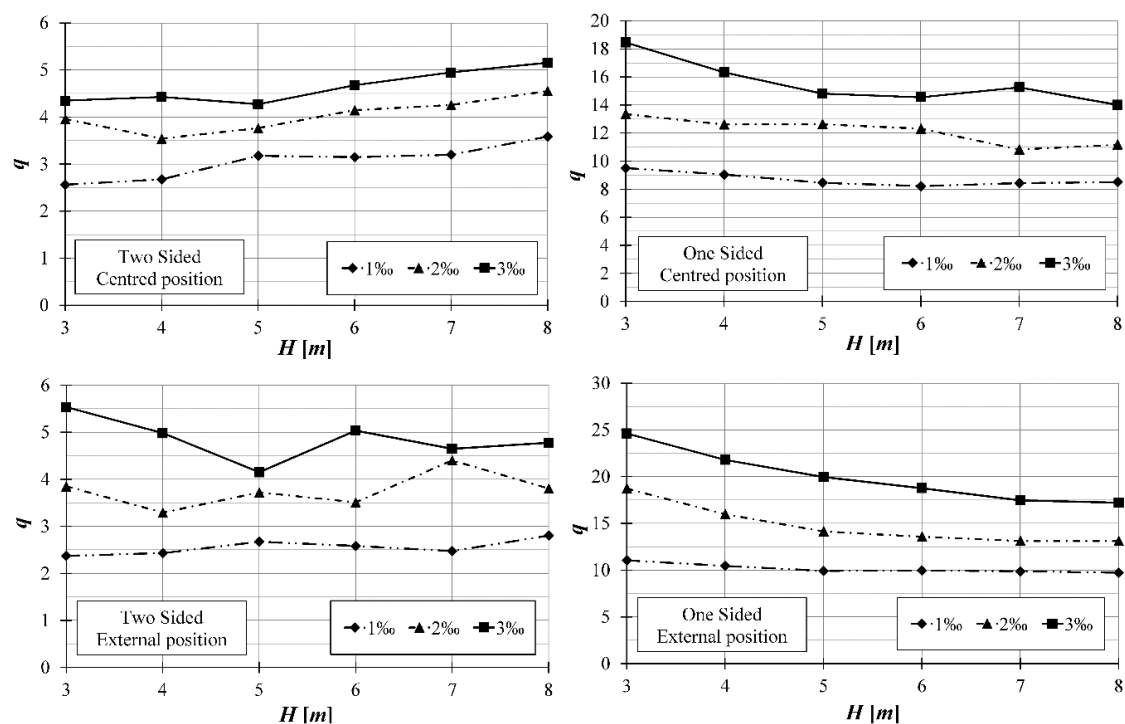 6
5
4
3
2
1
0
q
3 4 5 6 7 8
H [m]
Two Sided
Centred position
1‰ 2‰ 3‰
20
18
16
14
12
10
8
6
4
2
0
q
3 4 5 6 7 8
H [m]
One Sided
Centred position
1‰ 2‰ 3‰
6
5
4
3
2
1
0
q
3 4 5 6 7 8
H [m]
Two Sided
External position
1‰ 2‰ 3‰
30
25
20
15
10
5
0
q
3 4 5 6 7 8
H [m]
One Sided
External position
1‰ 2‰ 3‰